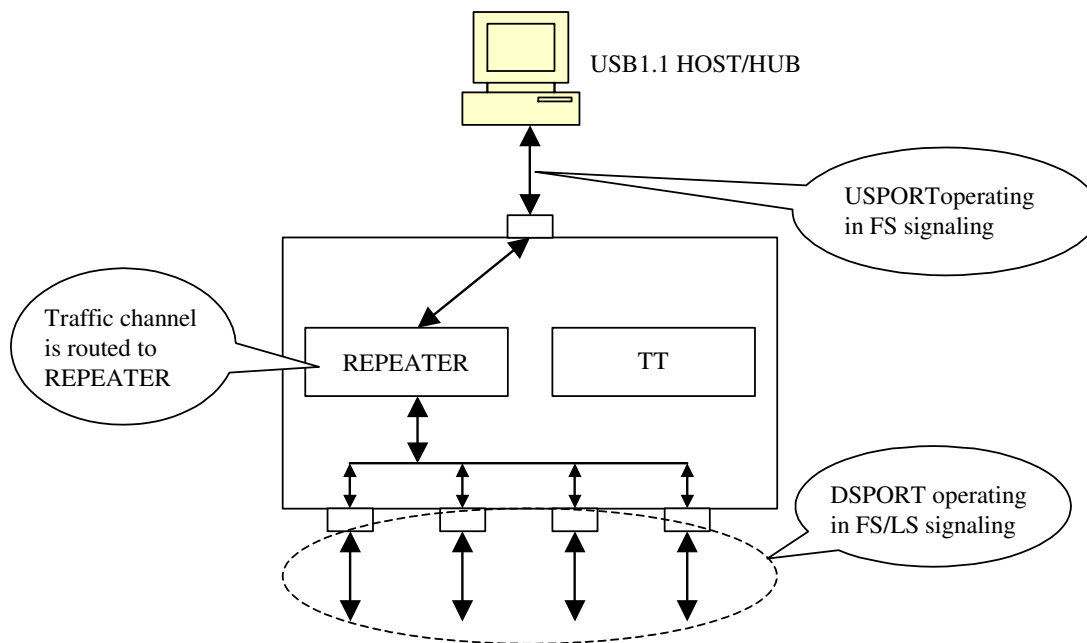 USB1.1 HOST/HUB
USPORToperating
in FS signaling
Traffic channel
is routed to
REPEATER
REPEATER
TT
DSPORT operating
in FS/LS signaling